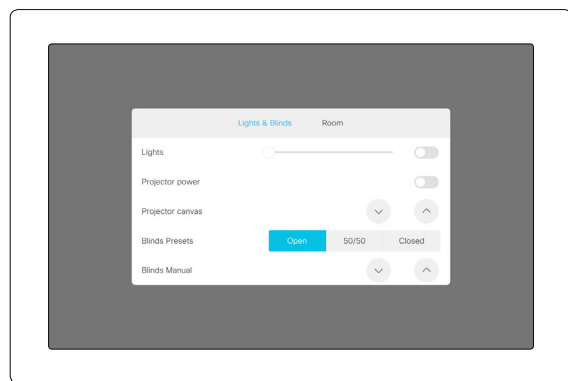 Lights & Blinds Room
Lights
Projector power
Projector canvas
Blinds Presets Open 50/50 Closed
Blinds Manual